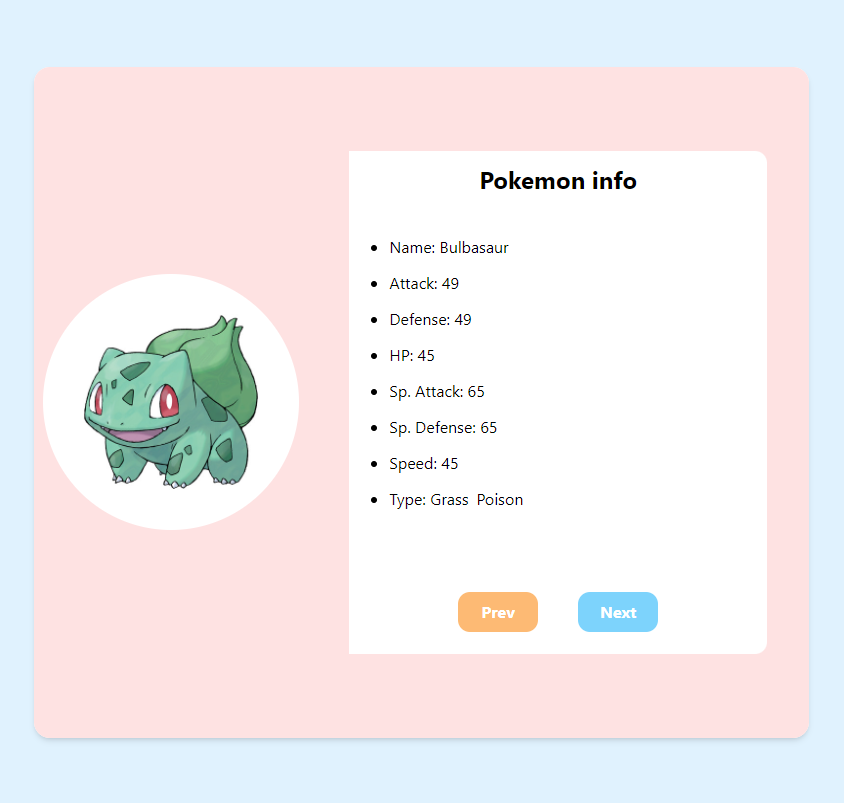 Pokemon info
Name: Bulbasaur
Attack: 49
Defense: 49
HP: 45
Sp. Attack: 65
Sp. Defense: 65
Speed: 45
Type: Grass  Poison
Prev Next